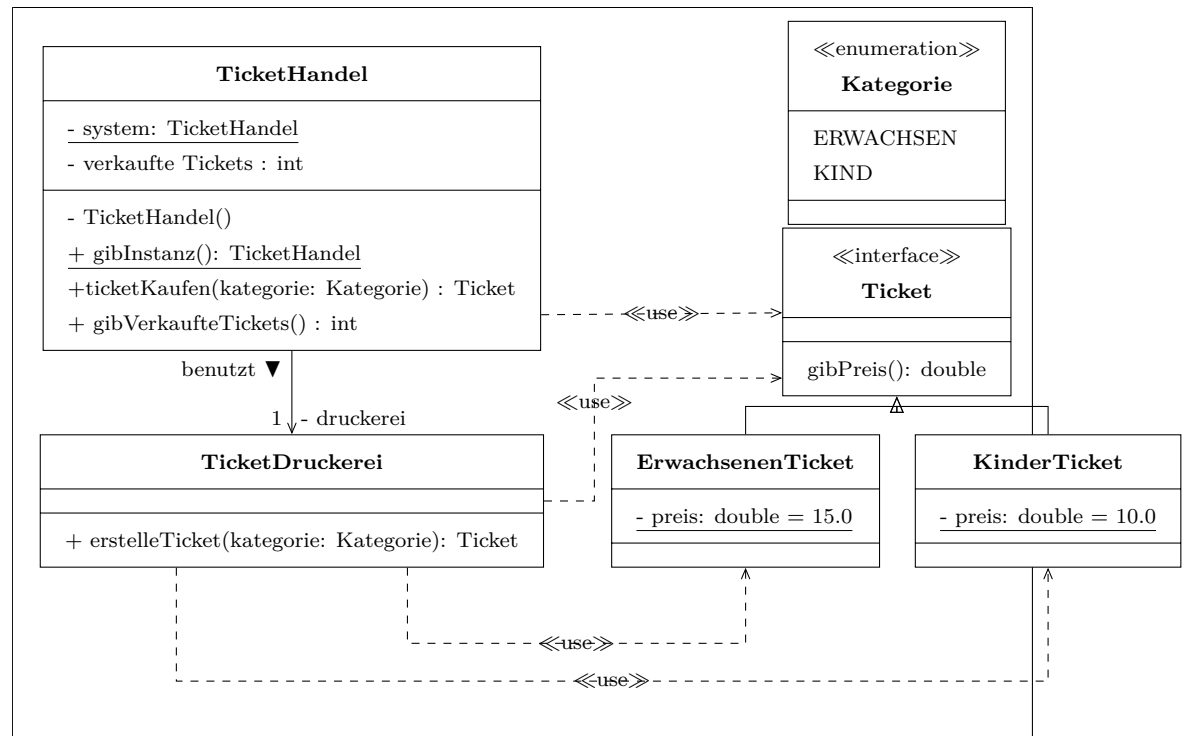 TicketHandel
- system: TicketHandel
- verkaufte Tickets : int
- TicketHandel()
+ gibInstanz(): TicketHandel
+ticketKaufen(kategorie: Kategorie) : Ticket
+ gibVerkaufteTickets() : int
≪enumeration≫
Kategorie
ERWACHSEN
KIND
≪interface≫
Ticket
gibPreis(): double
≪use≫
benutzt ▼
1
- druckerei
≪use≫
TicketDruckerei
+ erstelleTicket(kategorie: Kategorie): Ticket
ErwachsenenTicket
- preis: double = 15.0
KinderTicket
- preis: double = 10.0
≪use≫
≪use≫